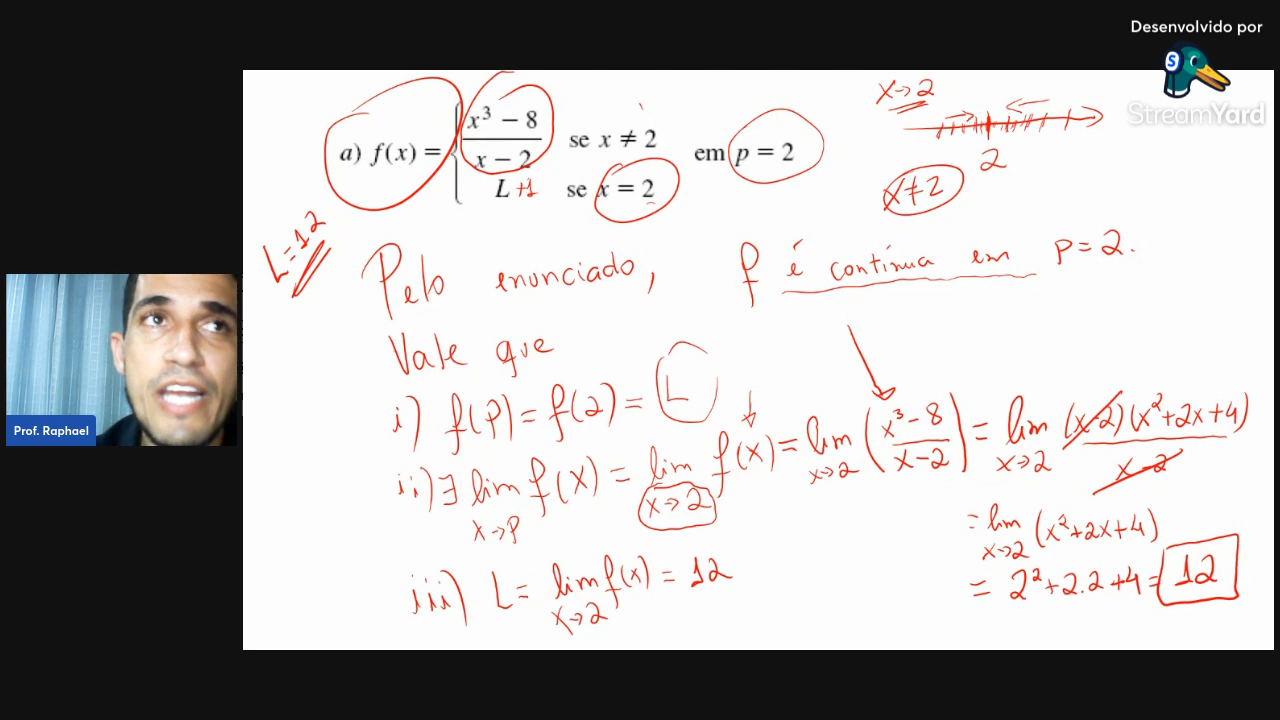 Desenvolvido por
StreamYard
a) f(x) = { x³ − 8 / x − 2 se x ≠ 2
L +1 se x = 2
em p = 2
x→2
2
x≠2
L=12
Pelo enunciado, f é contínua em p=2.
Vale que
i) f(p) = f(2) = L
ii) ∃ lim x→p f(x) = lim x→2 f(x) = lim x→2 (x³−8 / x−2) = lim x→2 (x−2)(x²+2x+4) / x−2
= lim x→2 (x²+2x+4)
= 2²+2.2+4 = 12
iii) L = lim x→2 f(x) = 12
Prof. Raphael